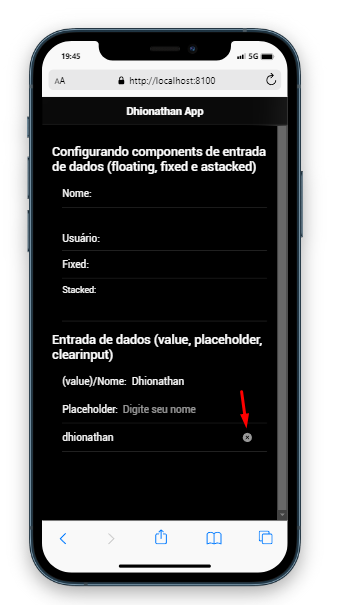 19:45
5G
AA
http://localhost:8100
Dhionathan App
Configurando components de entrada
de dados (floating, fixed e astacked)
Nome:
Usuário:
Fixed:
Stacked:
Entrada de dados (value, placeholder,
clearinput)
(value)/Nome: Dhionathan
Placeholder: Digite seu nome
dhionathan